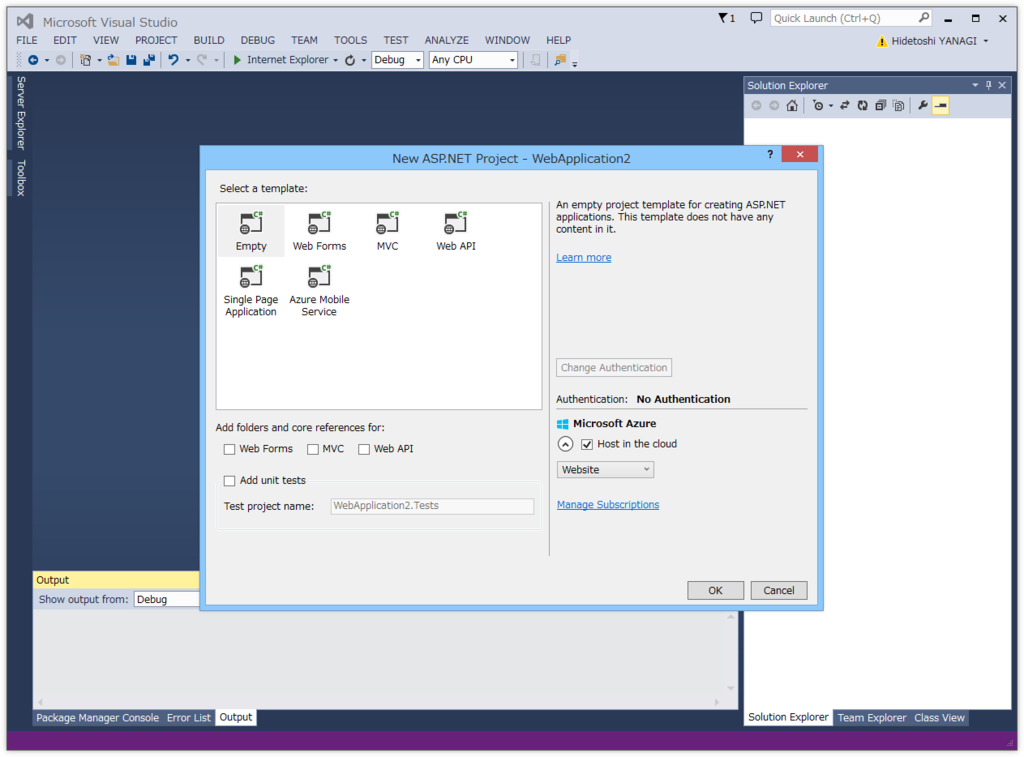 Microsoft Visual Studio
1
Quick Launch (Ctrl+Q)
FILE EDIT VIEW PROJECT BUILD DEBUG TEAM TOOLS TEST ANALYZE WINDOW HELP
Hidetoshi YANAGI
Internet Explorer Debug Any CPU
Server Explorer
Toolbox
Solution Explorer
New ASP.NET Project - WebApplication2
?
Select a template:
C# Empty
C# Web Forms
C# MVC
C# Web API
C# Single Page
Application
C# Azure Mobile
Service
An empty project template for creating ASP.NET
applications. This template does not have any
content in it.
Learn more
Change Authentication
Authentication: No Authentication
Microsoft Azure
Host in the cloud
Website
Manage Subscriptions
Add folders and core references for:
Web Forms MVC Web API
Add unit tests
Test project name: WebApplication2.Tests
OK Cancel
Output
Show output from: Debug
Package Manager Console Error List Output
Solution Explorer Team Explorer Class View